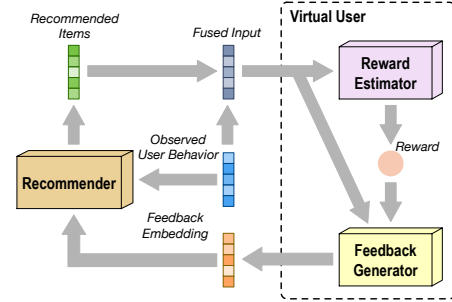 Recommended
Items
Fused Input
Virtual User
Reward
Estimator
Observed
User Behavior
Reward
Recommender
Feedback
Embedding
Feedback
Generator